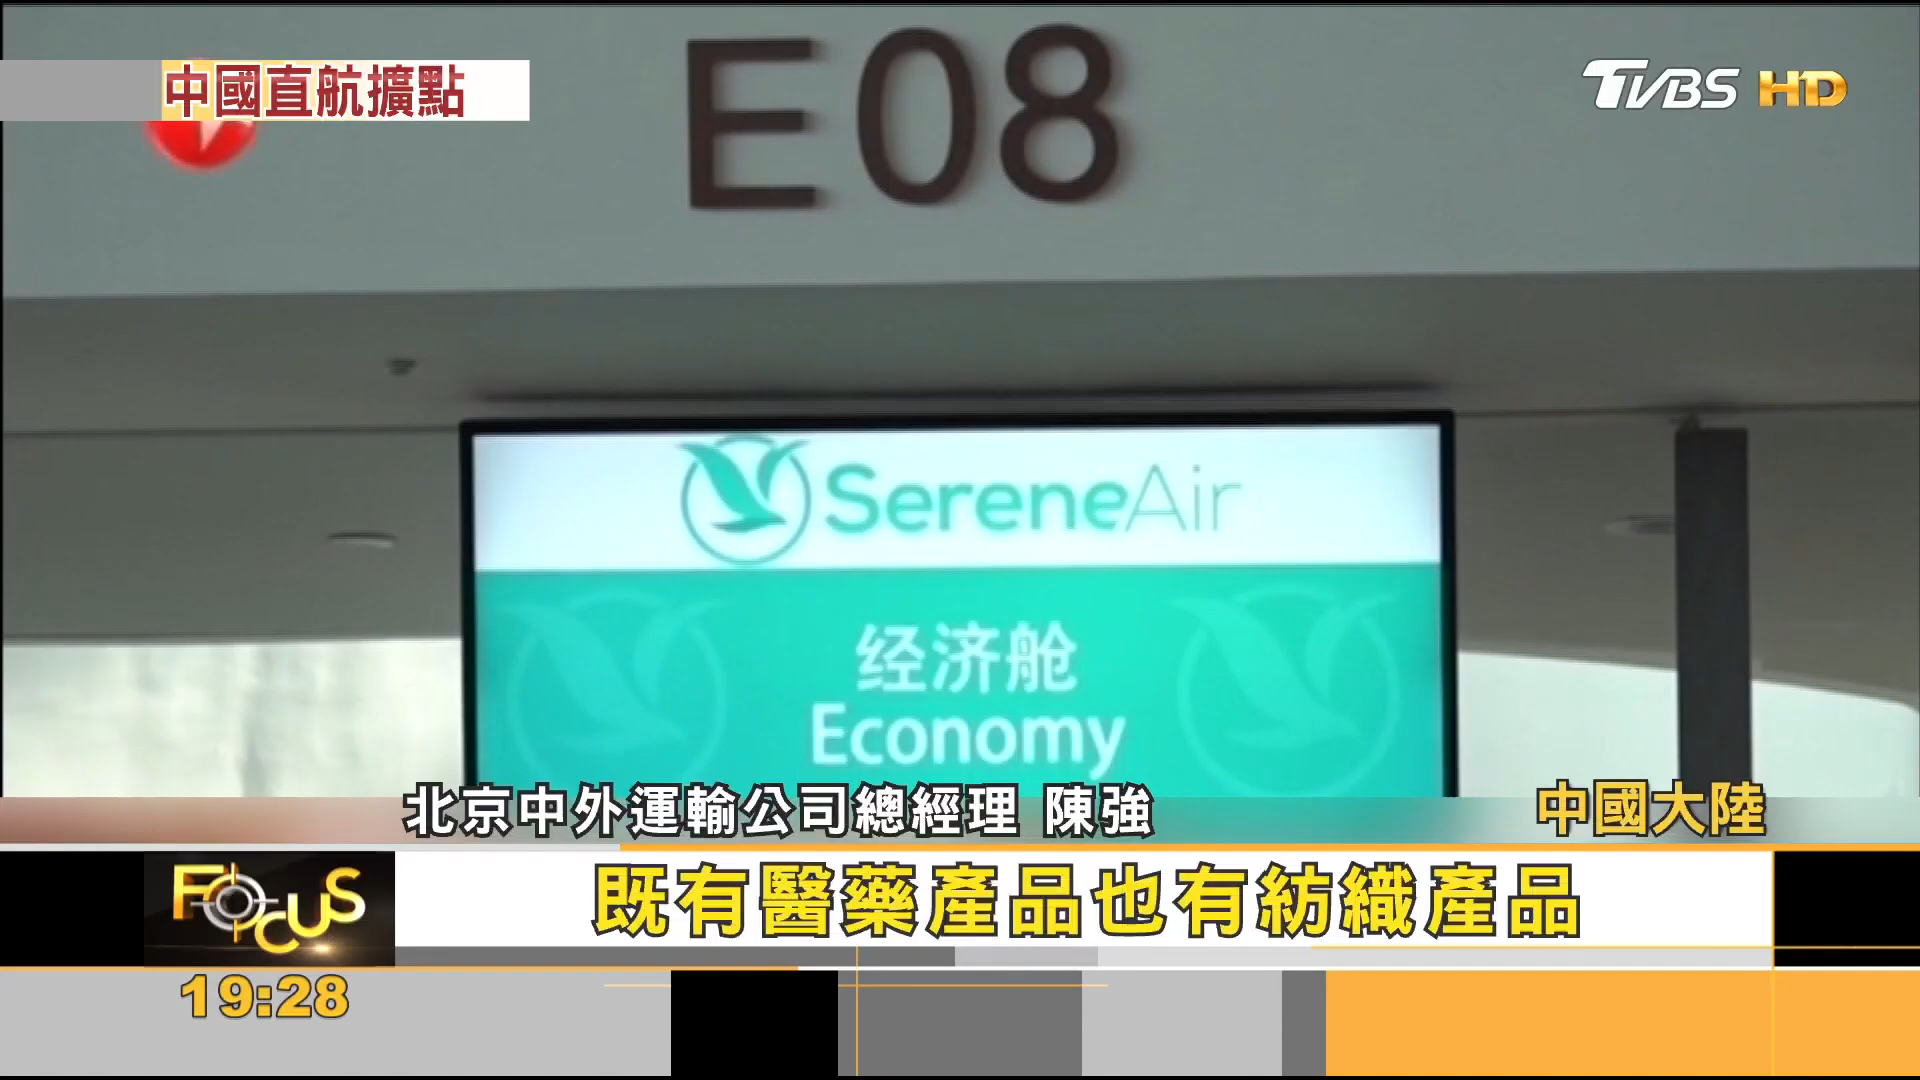 中國直航擴點
E08
TVBS HD
SereneAir
经济舱
Economy
北京中外運輸公司總經理 陳強
中國大陸
FOCUS
既有醫藥產品也有紡織產品
19:28